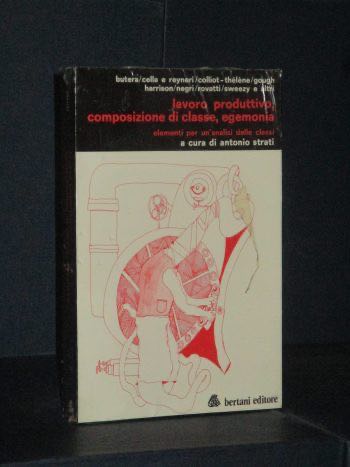 butera/cella e reyneri/colliot-thélène/gough
harrison/negri/rovatti/sweezy e altri
lavoro produttivo,
composizione di classe, egemonia
elementi per un'analisi delle classi
a cura di antonio strati
bertani editore